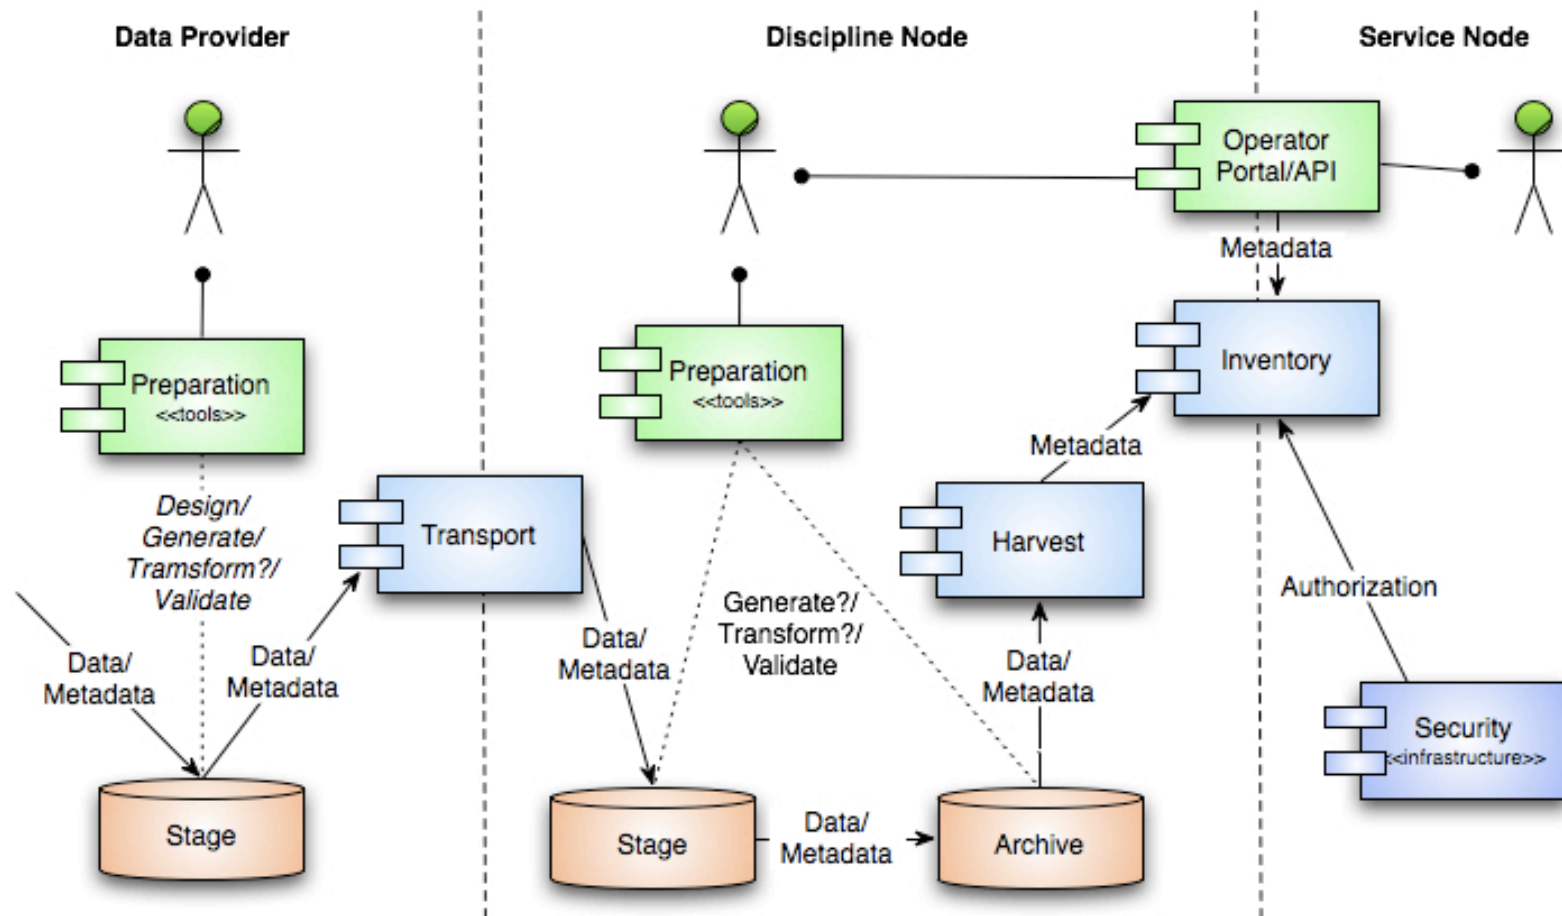 Data Provider
Discipline Node
Service Node
Operator
Portal/API
Metadata
Preparation
<<tools>>
Preparation
<<tools>>
Inventory
Metadata
Design/
Generate/
Tramsform?/
Validate
Transport
Harvest
Authorization
Generate?/
Transform?/
Validate
Data/
Metadata
Data/
Metadata
Data/
Metadata
Data/
Metadata
Security
<<infrastructure>>
Stage
Stage
Data/
Metadata
Archive